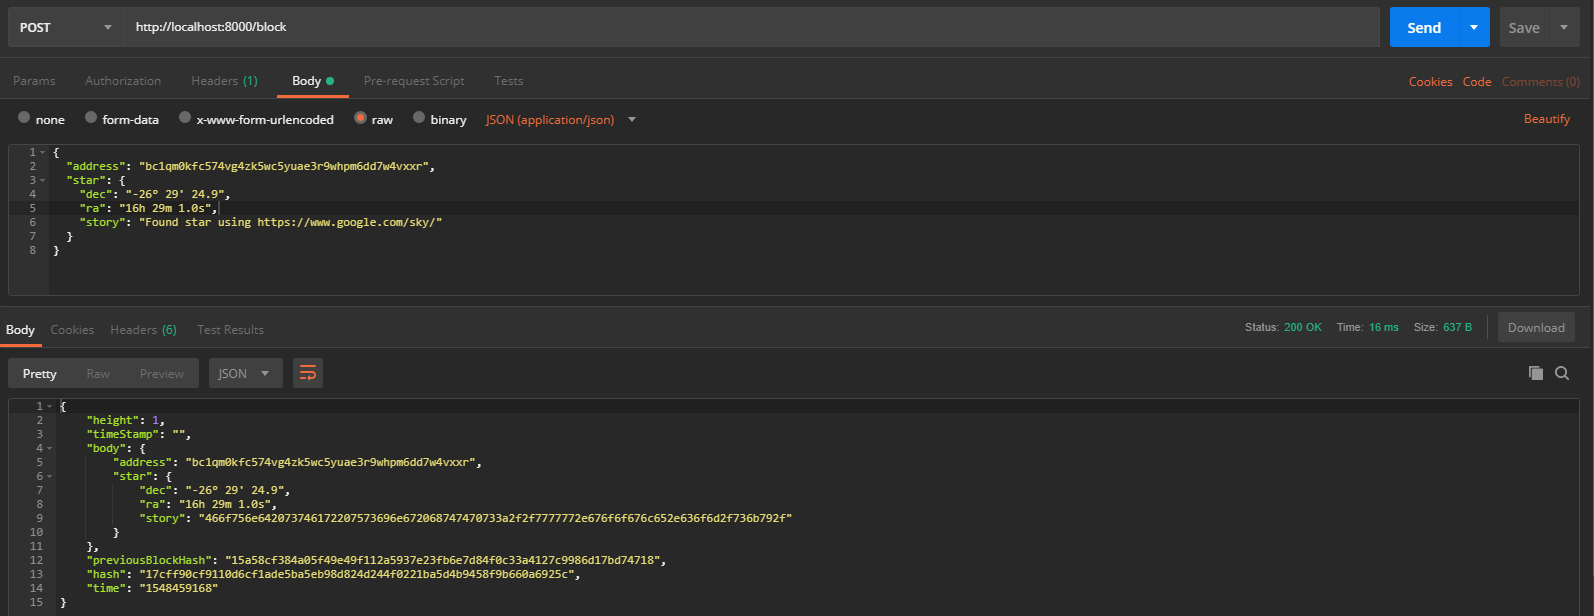 POST http://localhost:8000/block Send Save
Params Authorization Headers (1) Body Pre-request Script Tests Cookies Code Comments (0)
none form-data x-www-form-urlencoded raw binary JSON (application/json) Beautify
1 {
2 "address": "bc1qm0kfc574vg4zk5wc5yuae3r9whpm6dd7w4vxxr",
3 "star": {
4 "dec": "-26° 29' 24.9",
5 "ra": "16h 29m 1.0s",
6 "story": "Found star using https://www.google.com/sky/"
7 }
8 }
Body Cookies Headers (6) Test Results Status: 200 OK Time: 16 ms Size: 637 B Download
Pretty Raw Preview JSON
1 {
2 "height": 1,
3 "timeStamp": "",
4 "body": {
5 "address": "bc1qm0kfc574vg4zk5wc5yuae3r9whpm6dd7w4vxxr",
6 "star": {
7 "dec": "-26° 29' 24.9",
8 "ra": "16h 29m 1.0s",
9 "story": "466f756e642073746172207573696e672068747470733a2f2f7777772e676f6f676c652e636f6d2f736b792f"
10 }
11 },
12 "previousBlockHash": "15a58cf384a05f49e49f112a5937e23fb6e7d84f0c33a4127c9986d17bd74718",
13 "hash": "17cff90cf9110d6cf1ade5ba5eb98d824d244f0221ba5d4b9458f9b660a6925c",
14 "time": "1548459168"
15 }